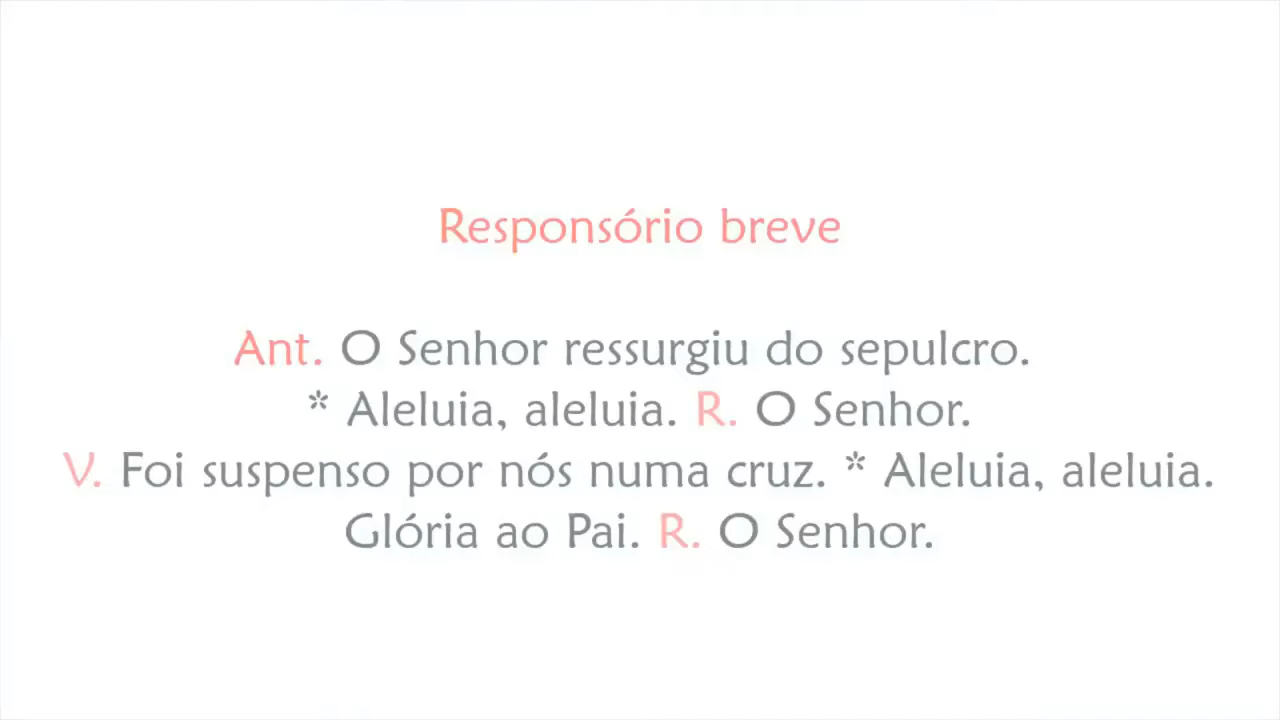 Responsório breve
Ant. O Senhor ressurgiu do sepulcro.
* Aleluia, aleluia. R. O Senhor.
V. Foi suspenso por nós numa cruz. * Aleluia, aleluia.
Glória ao Pai. R. O Senhor.